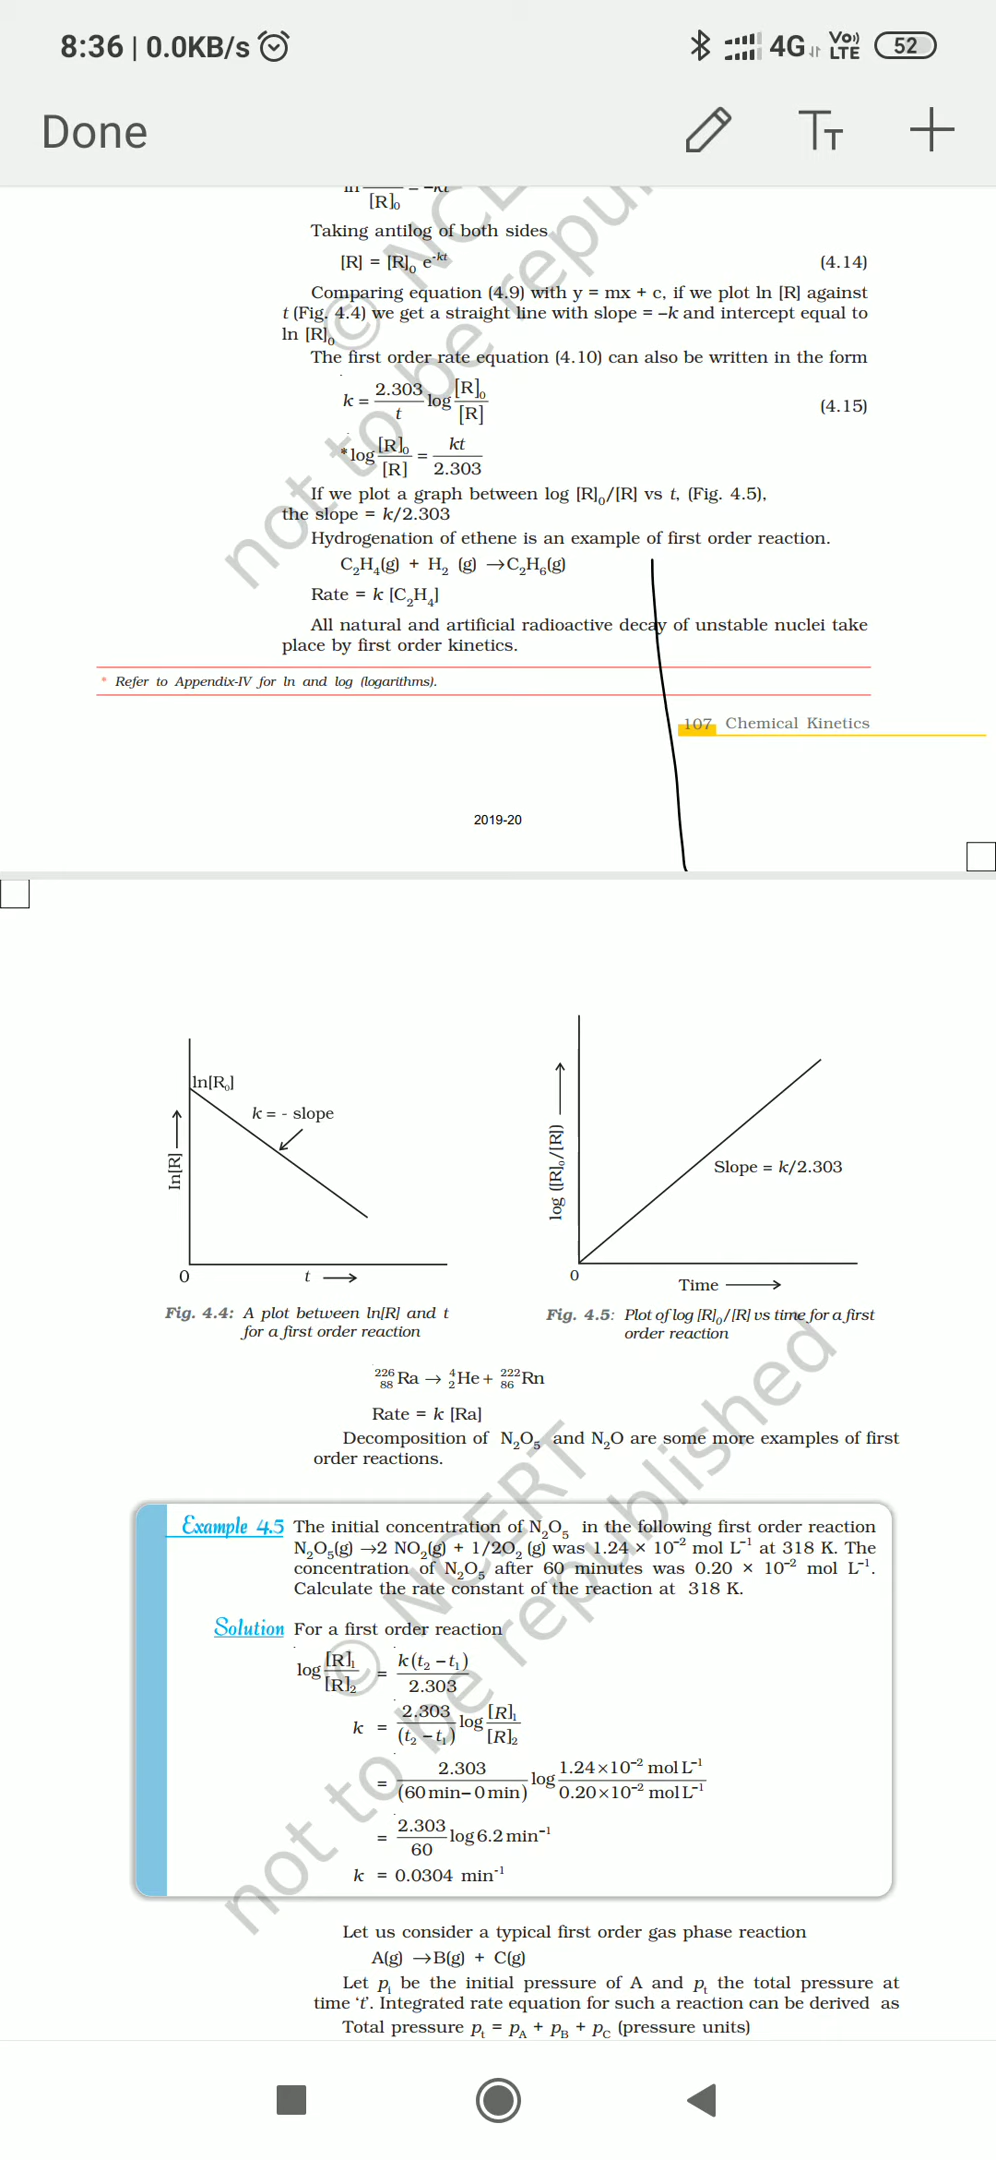 8:36 | 0.0KB/s 4G Vo)) LTE 52
Done TT +
ln — = –kt
[R]₀
Taking antilog of both sides
[R] = [R]₀ e⁻ᵏᵗ (4.14)
Comparing equation (4.9) with y = mx + c, if we plot ln [R] against
t (Fig. 4.4) we get a straight line with slope = –k and intercept equal to
ln [R]₀
The first order rate equation (4.10) can also be written in the form
k = 2.303/t log [R]₀/[R] (4.15)
*log [R]₀/[R] = kt/2.303
If we plot a graph between log [R]₀/[R] vs t, (Fig. 4.5),
the slope = k/2.303
Hydrogenation of ethene is an example of first order reaction.
C₂H₄(g) + H₂ (g) →C₂H₆(g)
Rate = k [C₂H₄]
All natural and artificial radioactive decay of unstable nuclei take
place by first order kinetics.
* Refer to Appendix-IV for ln and log (logarithms).
107 Chemical Kinetics
2019-20
© NCERT
not to be republished
ln[R₀]
k = - slope
ln[R]
0 t
Fig. 4.4: A plot between ln[R] and t
for a first order reaction
log ([R]₀/[R])
Slope = k/2.303
0
Time
Fig. 4.5: Plot of log [R]₀/[R] vs time for a first
order reaction
²²⁶₈₈Ra → ⁴₂He + ²²²₈₆Rn
Rate = k [Ra]
Decomposition of N₂O₅ and N₂O are some more examples of first
order reactions.
Example 4.5 The initial concentration of N₂O₅ in the following first order reaction
N₂O₅(g) →2 NO₂(g) + 1/2O₂ (g) was 1.24 × 10⁻² mol L⁻¹ at 318 K. The
concentration of N₂O₅ after 60 minutes was 0.20 × 10⁻² mol L⁻¹.
Calculate the rate constant of the reaction at 318 K.
Solution For a first order reaction
log [R]₁/[R]₂ = k(t₂ – t₁)/2.303
k = 2.303/(t₂ – t₁) log [R]₁/[R]₂
= 2.303/(60 min – 0 min) log 1.24×10⁻² mol L⁻¹/0.20×10⁻² mol L⁻¹
= 2.303/60 log 6.2 min⁻¹
k = 0.0304 min⁻¹
Let us consider a typical first order gas phase reaction
A(g) →B(g) + C(g)
Let pᵢ be the initial pressure of A and pₜ the total pressure at
time ‘t’. Integrated rate equation for such a reaction can be derived as
Total pressure pₜ = p_A + p_B + p_C (pressure units)
© NCERT
not to be republished